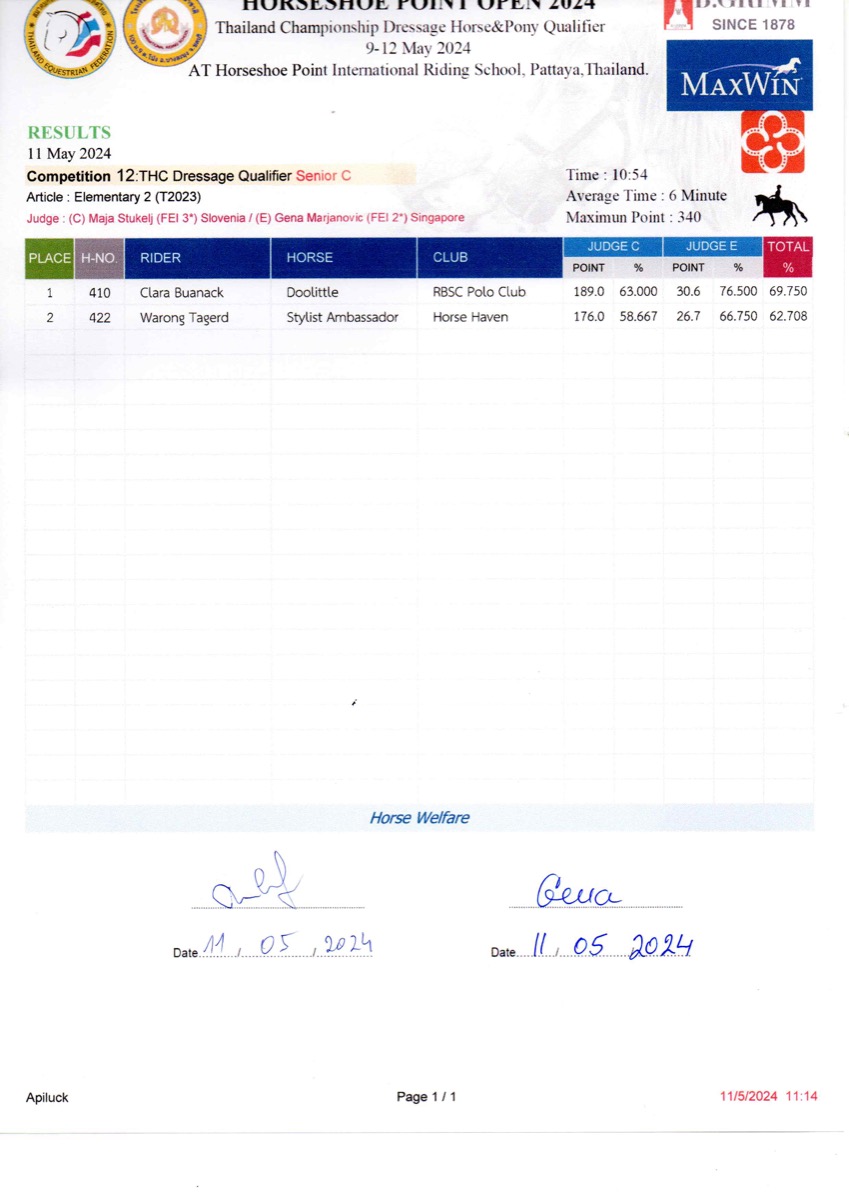 HORSESHOE POINT OPEN 2024
Thailand Championship Dressage Horse&Pony Qualifier
9-12 May 2024
AT Horseshoe Point International Riding School, Pattaya,Thailand.
THAILAND EQUESTRIAN FEDERATION
B.GRIMM
SINCE 1878
MAXWIN
RESULTS
11 May 2024
Competition 12:THC Dressage Qualifier Senior C
Article : Elementary 2 (T2023)
Judge : (C) Maja Stukelj (FEI 3*) Slovenia / (E) Gena Marjanovic (FEI 2*) Singapore
Time : 10:54
Average Time : 6 Minute
Maximun Point : 340
PLACE H-NO. RIDER HORSE CLUB JUDGE C JUDGE E TOTAL
POINT % POINT % %
1 410 Clara Buanack Doolittle RBSC Polo Club 189.0 63.000 30.6 76.500 69.750
2 422 Warong Tagerd Stylist Ambassador Horse Haven 176.0 58.667 26.7 66.750 62.708
Horse Welfare
Gena
Date 11 / 05 / 2024 Date 11 / 05 2024
Apiluck Page 1 / 1 11/5/2024 11:14